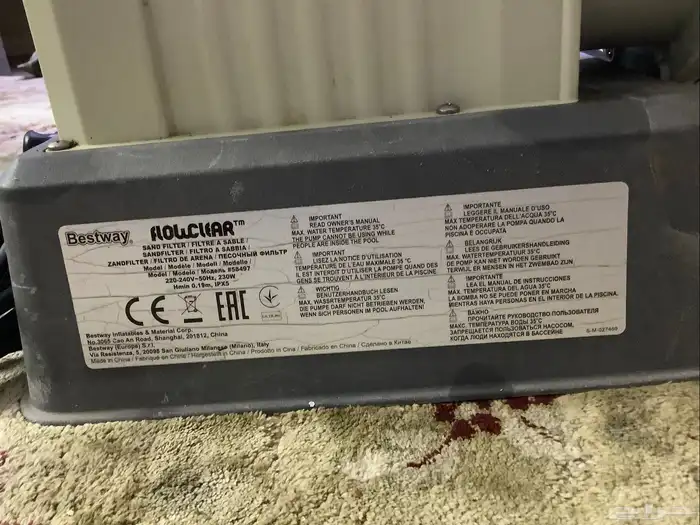 Bestway®
FLOWCLEAR™
SAND FILTER / FILTRE A SABLE /
SANDFILTER / FILTRO A SABBIA /
ZANDFILTER / FILTRO DE ARENA / ПЕСОЧНЫЙ ФИЛЬТР
Model / Modèle / Modell / Modello /
Model / Modelo / Модель #58497
220-240V~50Hz, 230W
Hmin 0.19m, IPX5
CE
EAC
Bestway Inflatables & Material Corp.
No.3065 Cao An Road, Shanghai, 201812, China
Bestway (Europe) S.r.l.
Via Resistenza, 5, 20098 San Giuliano Milanese (Milano), Italy
Made in China / Fabriqué en Chine / Hergestellt in China / Prodotto in Cina / Fabricado en China / Сделано в Китае
IMPORTANT
READ OWNER'S MANUAL
MAX. WATER TEMPERATURE 35°C
THE PUMP CANNOT BE USING WHILE
PEOPLE ARE INSIDE THE POOL
IMPORTANT
LISEZ LA NOTICE D'UTILISATION
TEMPÉRATURE DE L'EAU MAXIMALE 35 °C
IL EST INTERDIT D'UTILISER LA POMPE QUAND DES
GENS SE TROUVENT À L'INTÉRIEUR DE LA PISCINE
WICHTIG
BENUTZERHANDBUCH LESEN
MAX. WASSERTEMPERATUR 35°C
DIE PUMPE DARF NICHT BETRIEBEN WERDEN,
WENN SICH PERSONEN IM POOL AUFHALTEN
IMPORTANTE
LEGGERE IL MANUALE D'USO
MAX TEMPERATURA DELL'ACQUA 35°C
NON ADOPERARE LA POMPA QUANDO LA
PISCINA È OCCUPATA
BELANGRIJK
LEES DE GEBRUIKERSHANDLEIDING
MAX. WATERTEMPERATUUR 35°C
DE POMP KAN NIET WORDEN GEBRUIKT
TERWIJL ER MENSEN IN HET ZWEMBAD ZIJN
IMPORTANTE
LEA EL MANUAL DE INSTRUCCIONES
MAX. TEMPERATURA DEL AGUA 35°C
LA BOMBA NO SE PUEDE PONER EN MARCHA
MIENTRAS HAYA PERSONAS EN EL INTERIOR DE LA PISCINA
ВАЖНО
ПРОЧИТАЙТЕ РУКОВОДСТВО ПОЛЬЗОВАТЕЛЯ
МАКС. ТЕМПЕРАТУРА ВОДЫ 35°C
ЗАПРЕЩАЕТСЯ ПОЛЬЗОВАТЬСЯ НАСОСОМ,
КОГДА ЛЮДИ НАХОДЯТСЯ В БАССЕЙНЕ